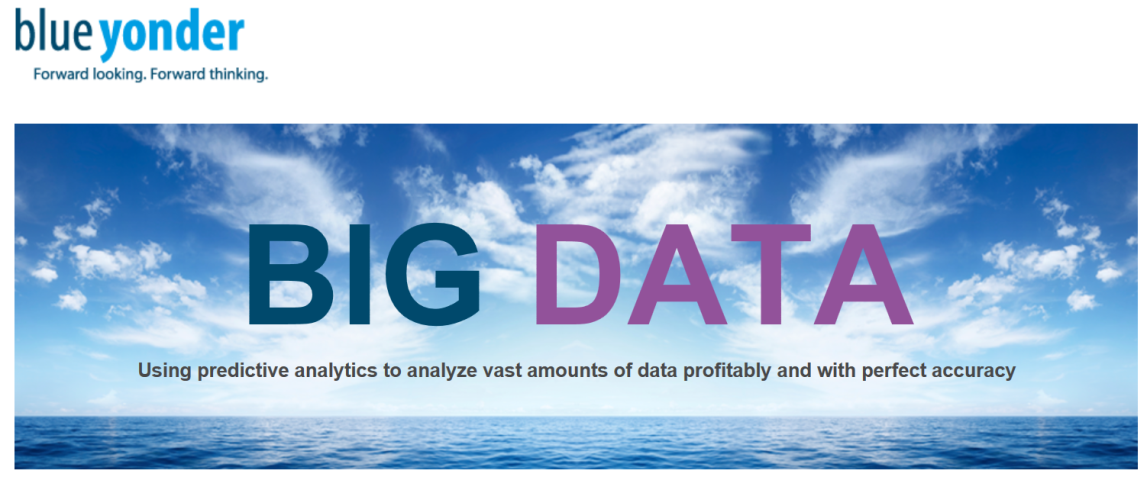 blue yonder
Forward looking. Forward thinking.
BIG DATA
Using predictive analytics to analyze vast amounts of data profitably and with perfect accuracy